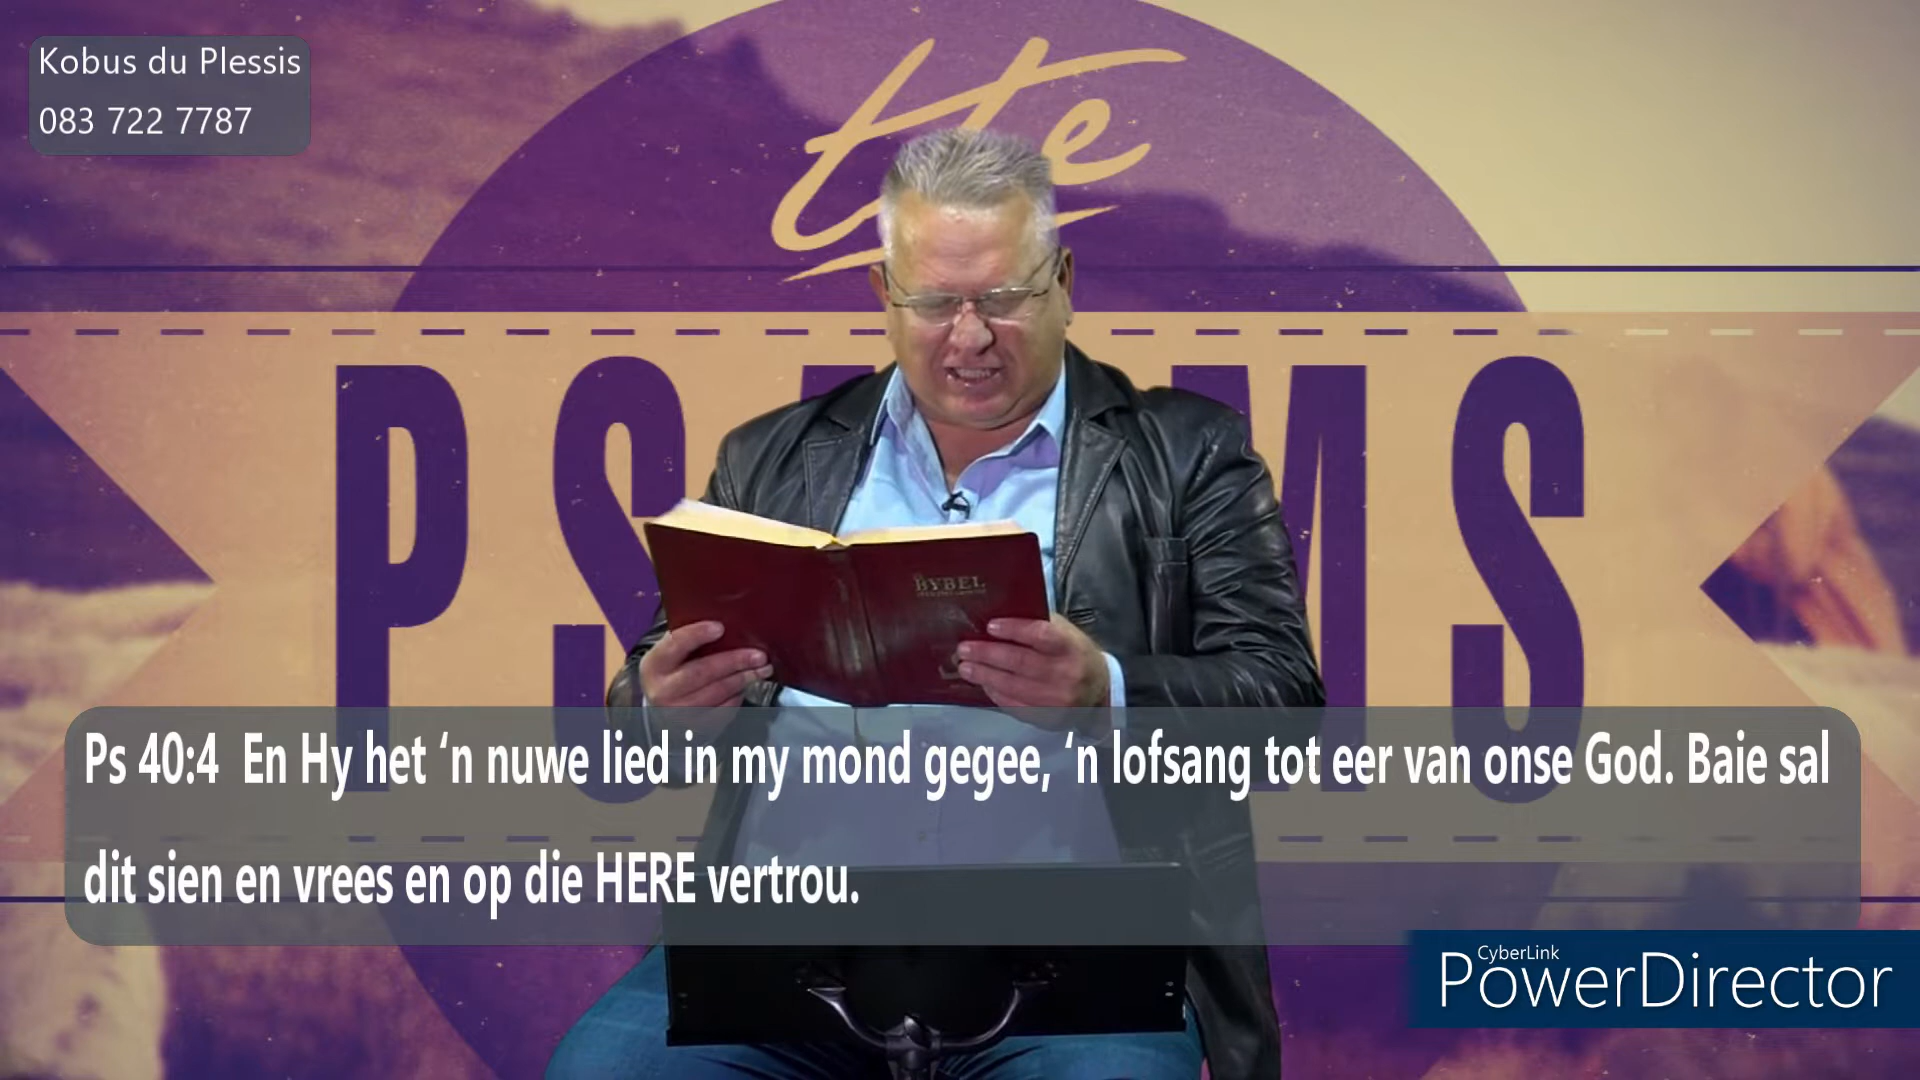 Kobus du Plessis
083 722 7787
the
PSALMS
BYBEL
Ps 40:4 En Hy het ‘n nuwe lied in my mond gegee, ‘n lofsang tot eer van onse God. Baie sal
dit sien en vrees en op die HERE vertrou.
CyberLink
PowerDirector